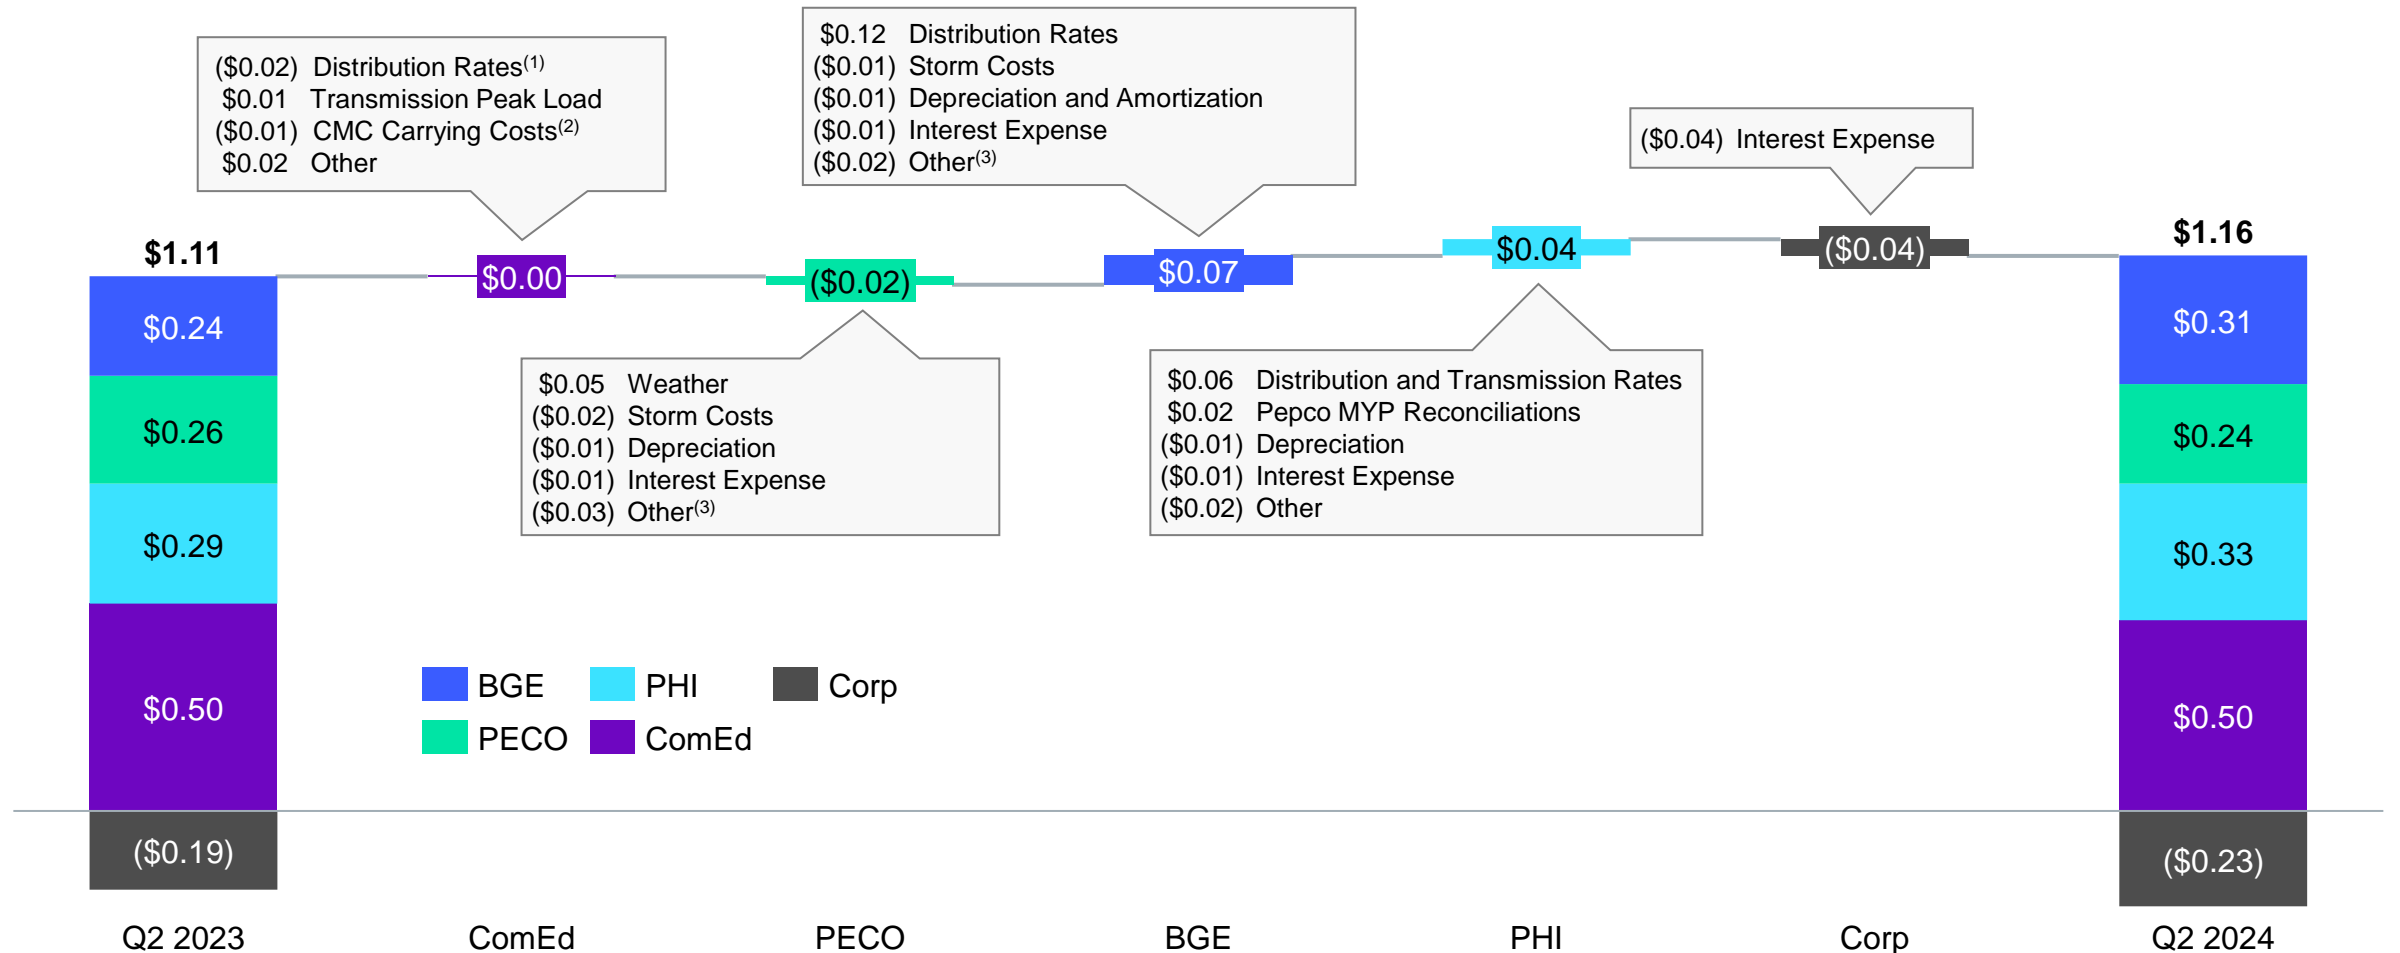 $0.12 Distribution Rates
($0.01) Storm Costs
($0.01) Depreciation and Amortization
($0.01) Interest Expense
($0.02) Other(3)
($0.02) Distribution Rates(1)
$0.01 Transmission Peak Load
($0.01) CMC Carrying Costs(2)
$0.02 Other
($0.04) Interest Expense
$1.11
$0.00
($0.02)
$0.07
$0.04
($0.04)
$1.16
$0.24
$0.26
$0.29
$0.50
($0.19)
$0.05 Weather
($0.02) Storm Costs
($0.01) Depreciation
($0.01) Interest Expense
($0.03) Other(3)
$0.06 Distribution and Transmission Rates
$0.02 Pepco MYP Reconciliations
($0.01) Depreciation
($0.01) Interest Expense
($0.02) Other
$0.31
$0.24
$0.33
$0.50
($0.23)
BGE PHI Corp
PECO ComEd
Q2 2023 ComEd PECO BGE PHI Corp Q2 2024